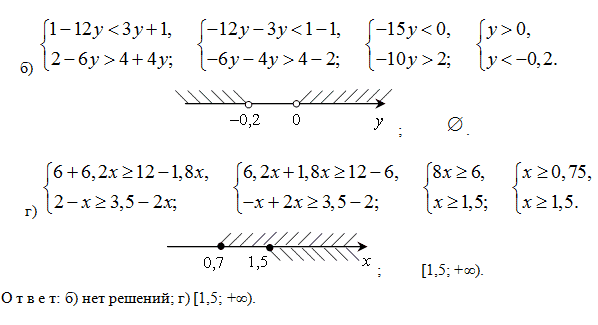 б) {1−12y<3y+1, 2−6y>4+4y; {−12y−3y<1−1, −6y−4y>4−2; {−15y<0, −10y>2; {y>0, y<−0,2.
−0,2 0 y ; ∅.
г) {6+6,2x≥12−1,8x, 2−x≥3,5−2x; {6,2x+1,8x≥12−6, −x+2x≥3,5−2; {8x≥6, x≥1,5; {x≥0,75, x≥1,5.
0,7 1,5 x ; [1,5; +∞).
Ответ: б) нет решений; г) [1,5; +∞).